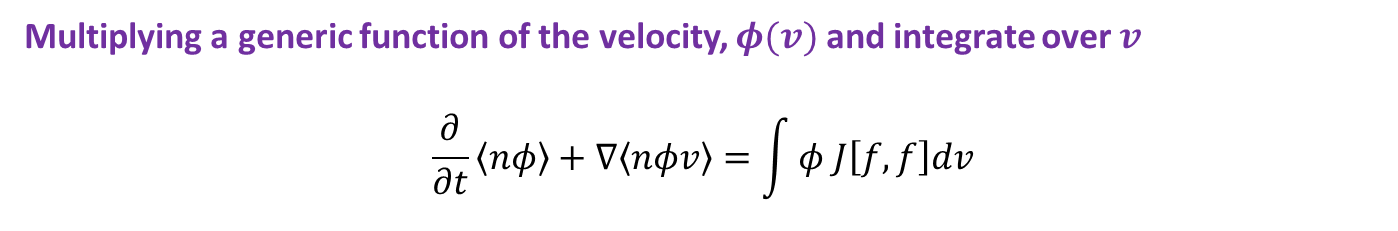 Multiplying a generic function of the velocity, ϕ(v) and integrate over v
∂/∂t ⟨nϕ⟩ + ∇⟨nϕv⟩ = ∫ ϕ J[f, f]dv